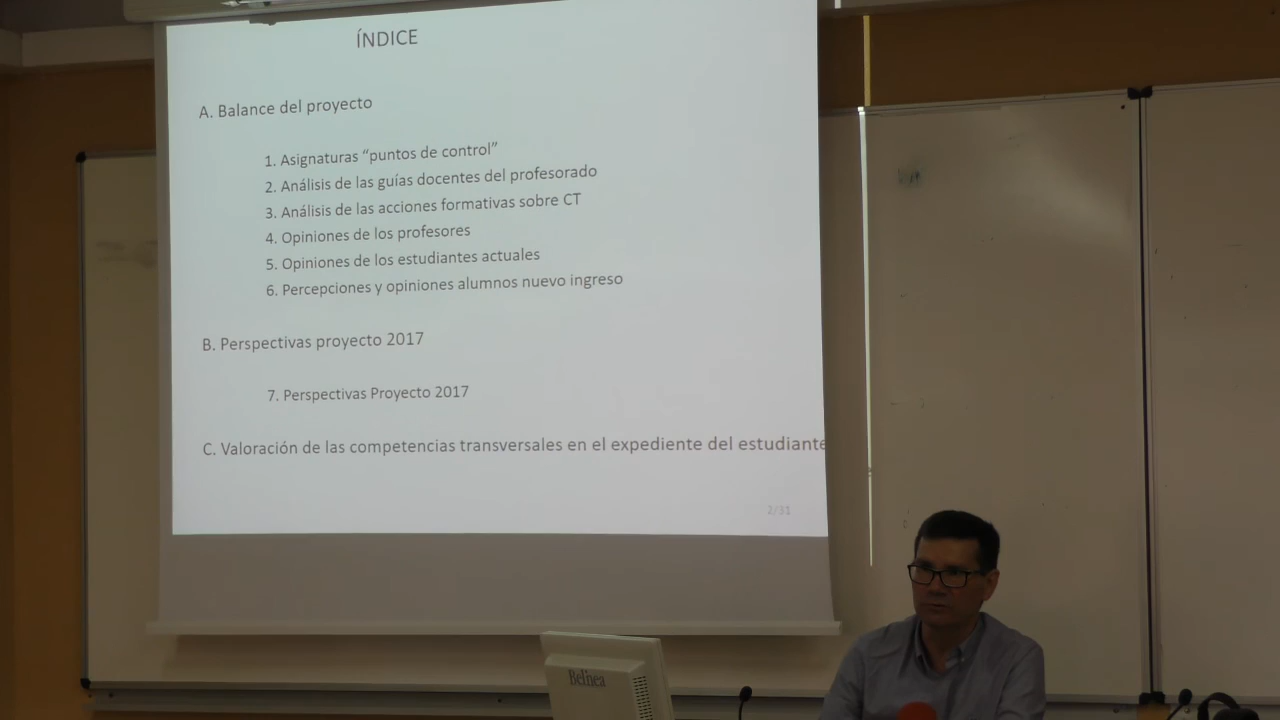 ÍNDICE
A. Balance del proyecto
1. Asignaturas “puntos de control”
2. Análisis de las guías docentes del profesorado
3. Análisis de las acciones formativas sobre CT
4. Opiniones de los profesores
5. Opiniones de los estudiantes actuales
6. Percepciones y opiniones alumnos nuevo ingreso
B. Perspectivas proyecto 2017
7. Perspectivas Proyecto 2017
C. Valoración de las competencias transversales en el expediente del estudiante
2/31
Belinea